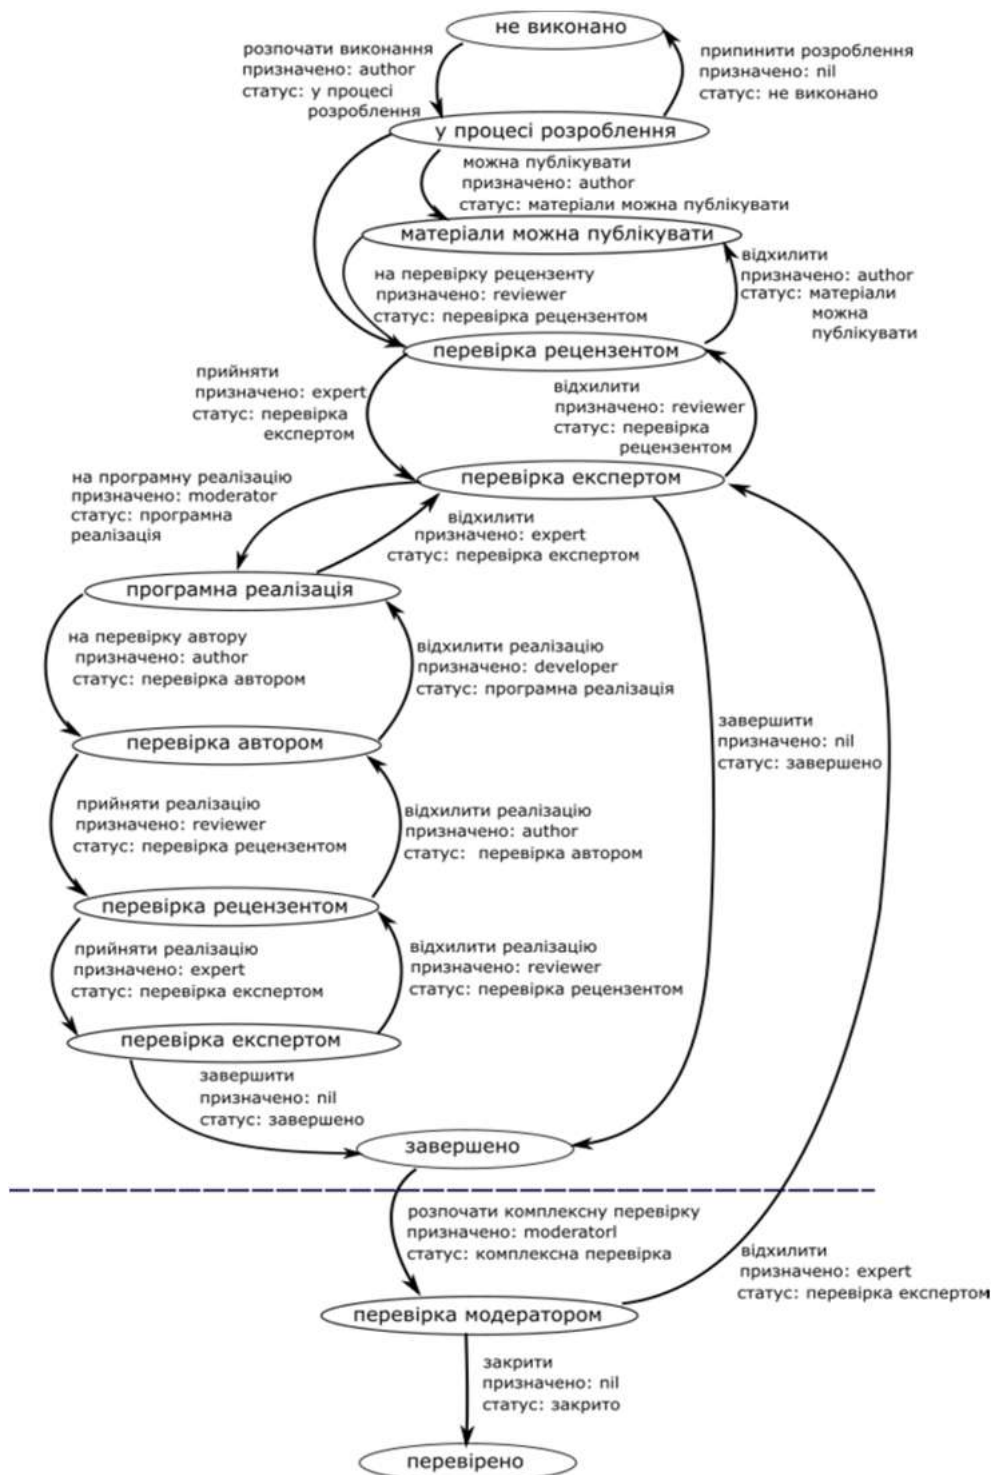 не виконано
розпочати виконання
призначено: author
статус: у процесі
розроблення
припинити розроблення
призначено: nil
статус: не виконано
у процесі розроблення
можна публікувати
призначено: author
статус: матеріали можна публікувати
матеріали можна публікувати
на перевірку рецензенту
призначено: reviewer
статус: перевірка рецензентом
відхилити
призначено: author
статус: матеріали
можна
публікувати
перевірка рецензентом
прийняти
призначено: expert
статус: перевірка
експертом
відхилити
призначено: reviewer
статус: перевірка
рецензентом
перевірка експертом
на програмну реалізацію
призначено: moderator
статус: програмна
реалізація
відхилити
призначено: expert
статус: перевірка експертом
програмна реалізація
на перевірку автору
призначено: author
статус: перевірка автором
відхилити реалізацію
призначено: developer
статус: програмна реалізація
завершити
призначено: nil
статус: завершено
перевірка автором
прийняти реалізацію
призначено: reviewer
статус: перевірка рецензентом
відхилити реалізацію
призначено: author
статус: перевірка автором
перевірка рецензентом
прийняти реалізацію
призначено: expert
статус: перевірка експертом
відхилити реалізацію
призначено: reviewer
статус: перевірка рецензентом
перевірка експертом
завершити
призначено: nil
статус: завершено
завершено
розпочати комплексну перевірку
призначено: moderatorl
статус: комплексна перевірка
відхилити
призначено: expert
статус: перевірка експертом
перевірка модератором
закрити
призначено: nil
статус: закрито
перевірено